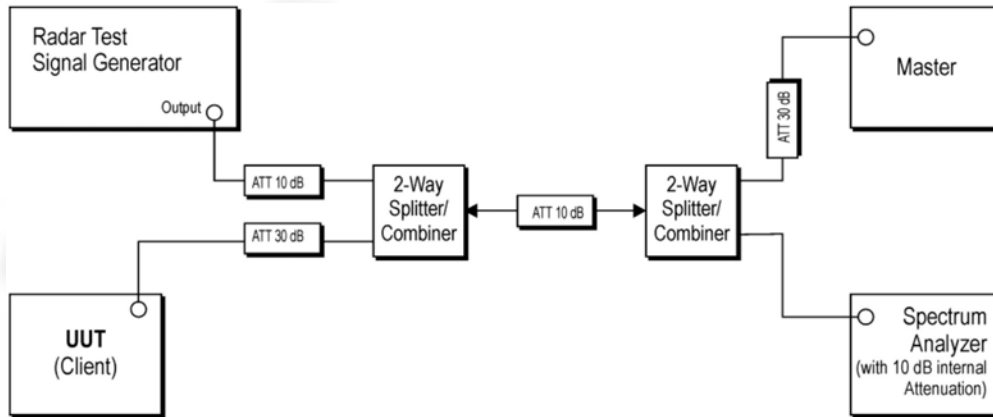 Radar Test
Signal Generator
Output
ATT 10 dB
ATT 30 dB
2-Way
Splitter/
Combiner
ATT 10 dB
2-Way
Splitter/
Combiner
ATT 30 dB
Master
UUT
(Client)
Spectrum
Analyzer
(with 10 dB internal
Attenuation)